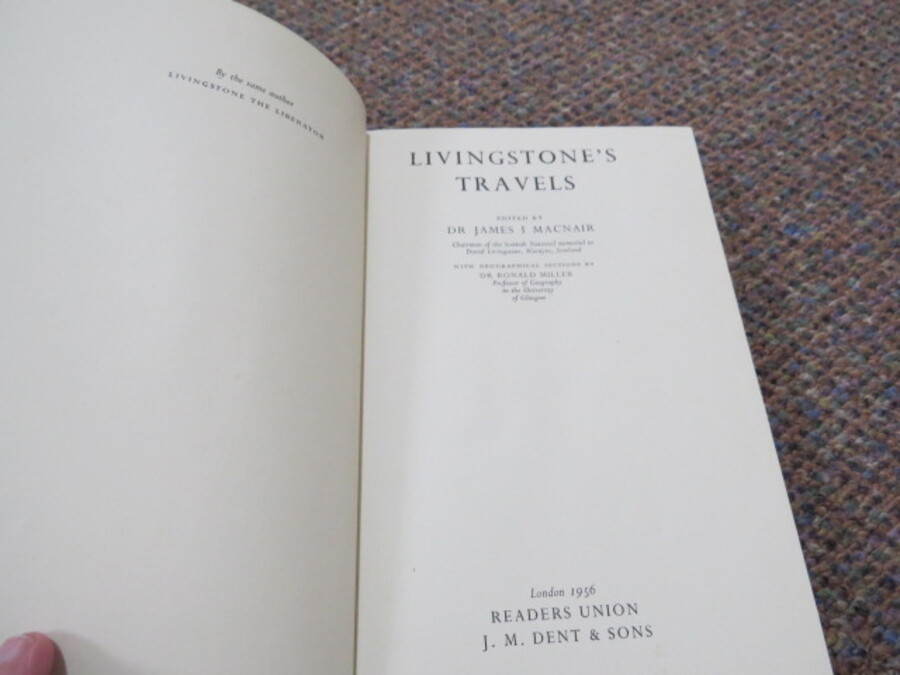 By the same author
LIVINGSTONE THE LIBERATOR
LIVINGSTONE'S
TRAVELS
EDITED BY
DR JAMES I MACNAIR
Chairman of the Scottish National memorial to
David Livingstone, Blantyre, Scotland
WITH GEOGRAPHICAL SECTIONS BY
DR RONALD MILLER
Professor of Geography
in the University
of Glasgow
London 1956
READERS UNION
J. M. DENT & SONS